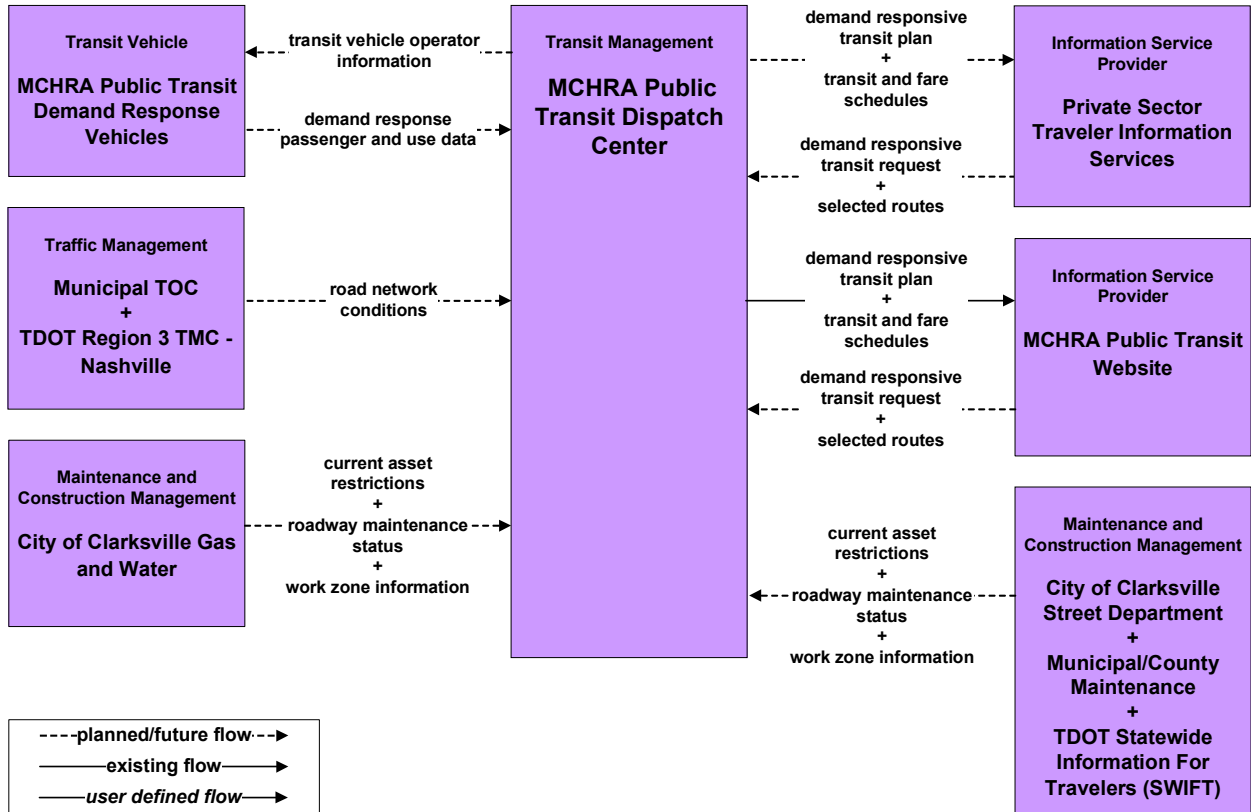 Transit Vehicle
MCHRA Public Transit
Demand Response
Vehicles
transit vehicle operator
information
demand response
passenger and use data
Traffic Management
Municipal TOC
+
TDOT Region 3 TMC -
Nashville
road network
conditions
Maintenance and
Construction Management
City of Clarksville Gas
and Water
current asset
restrictions
+
roadway maintenance
status
+
work zone information
Transit Management
MCHRA Public
Transit Dispatch
Center
demand responsive
transit plan
+
transit and fare
schedules
demand responsive
transit request
+
selected routes
Information Service
Provider
Private Sector
Traveler Information
Services
demand responsive
transit plan
+
transit and fare
schedules
demand responsive
transit request
+
selected routes
Information Service
Provider
MCHRA Public Transit
Website
current asset
restrictions
+
roadway maintenance
status
+
work zone information
Maintenance and
Construction Management
City of Clarksville
Street Department
+
Municipal/County
Maintenance
+
TDOT Statewide
Information For
Travelers (SWIFT)
planned/future flow
existing flow
user defined flow